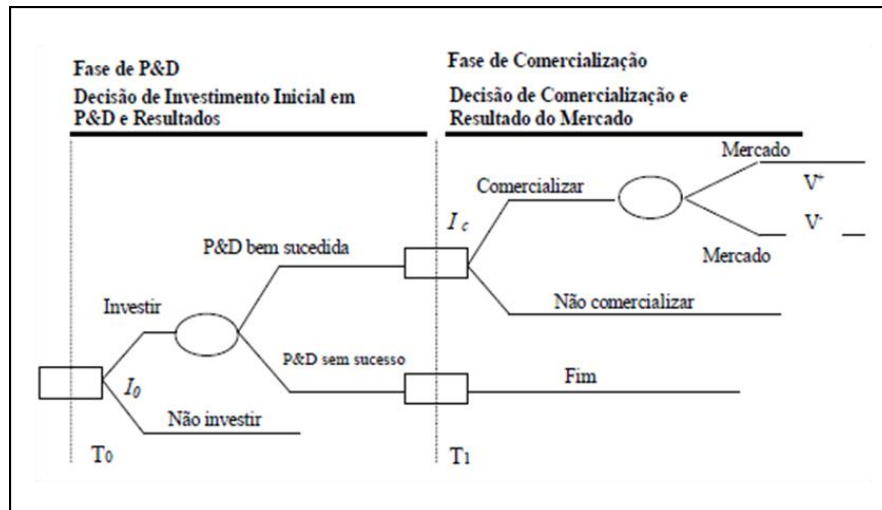 Fase de P&D
Decisão de Investimento Inicial em
P&D e Resultados
Fase de Comercialização
Decisão de Comercialização e
Resultado do Mercado
Mercado
V⁺
Comercializar
V⁻
Mercado
I c
P&D bem sucedida
Não comercializar
Investir
P&D sem sucesso
Fim
I₀
Não investir
T₀
T₁